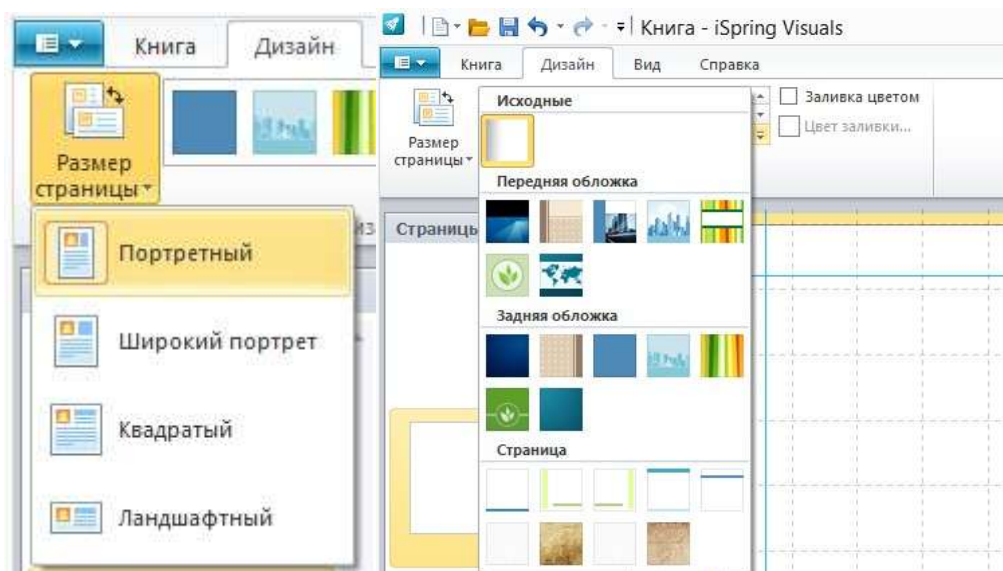 Книга Дизайн
Размер
страницы
Портретный
Широкий портрет
Квадратый
Ландшафтный
Книга - iSpring Visuals
Книга Дизайн Вид Справка
Размер
страницы
Исходные
Заливка цветом
Цвет заливки...
Передняя обложка
Страниць
Задняя обложка
Страница